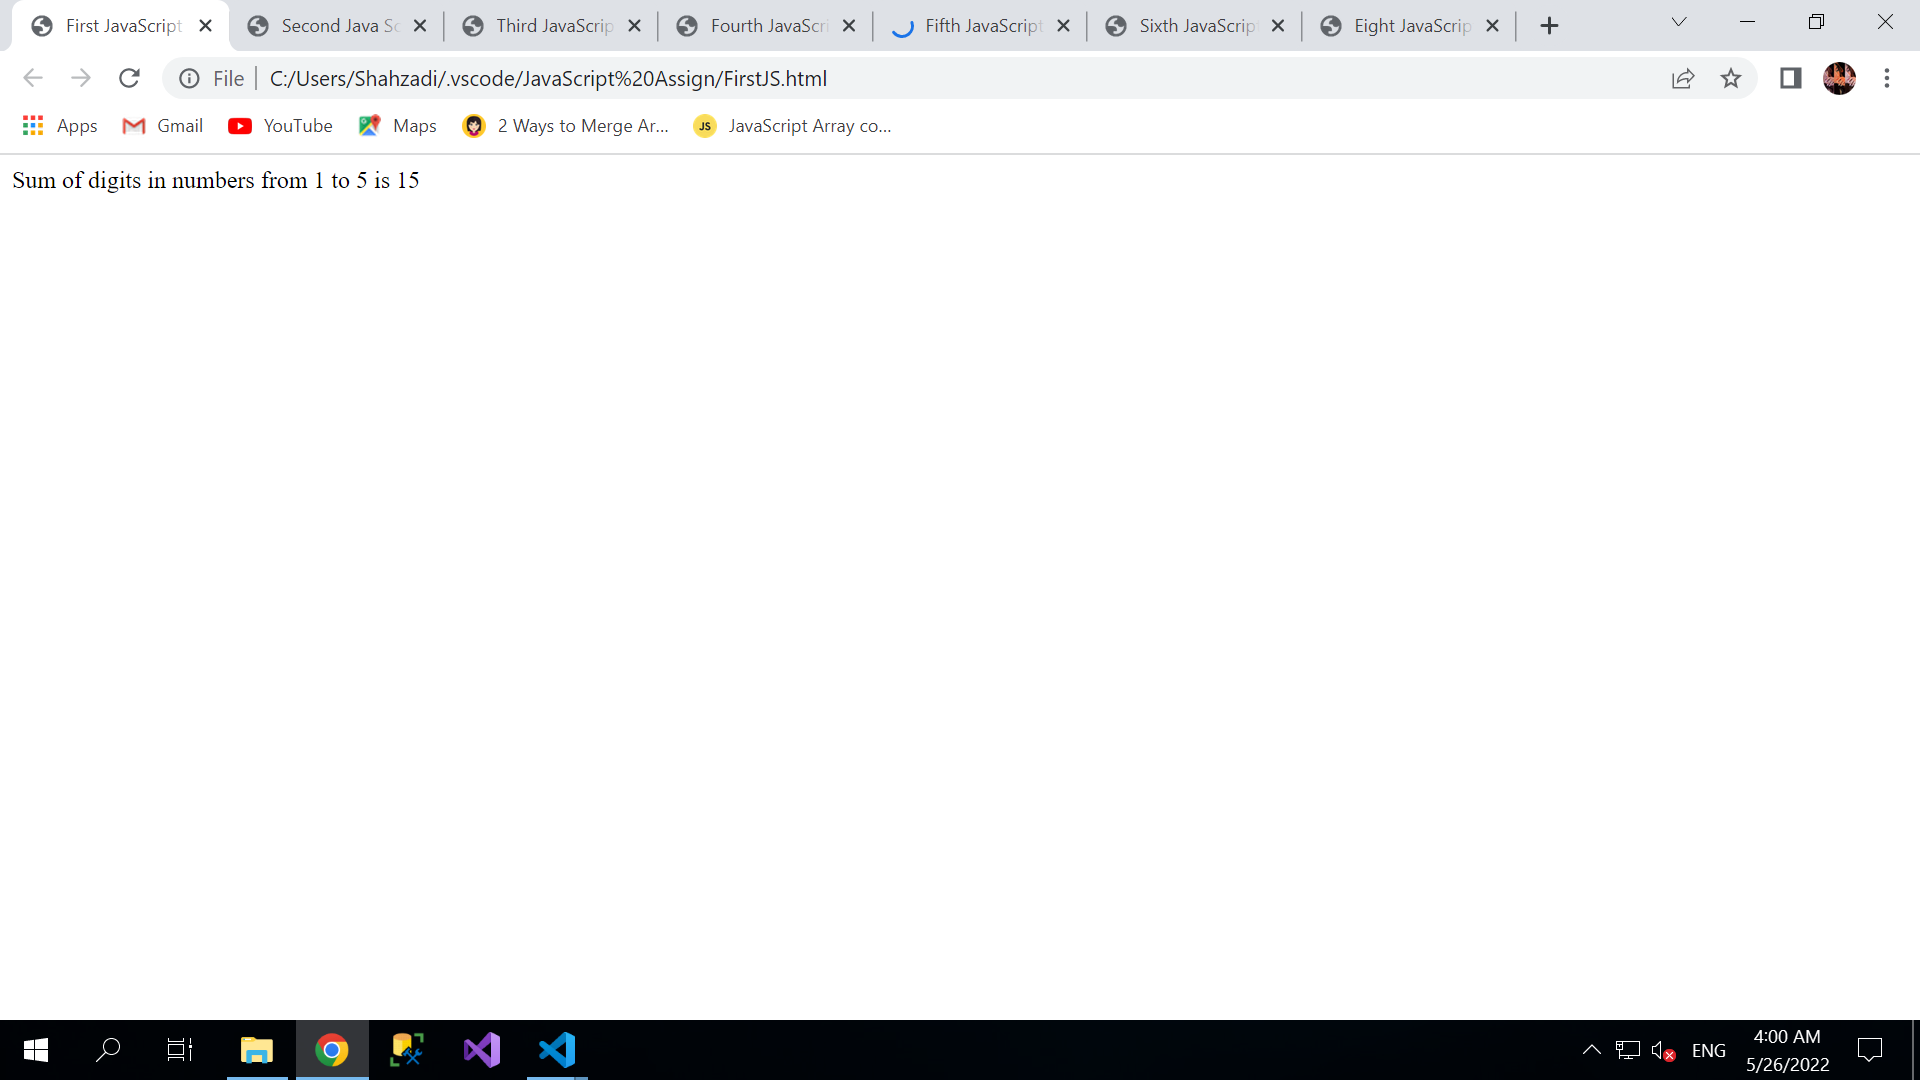 First JavaScript
Second Java Sc
Third JavaScrip
Fourth JavaScri
Fifth JavaScript
Sixth JavaScrip
Eight JavaScrip
File
C:/Users/Shahzadi/.vscode/JavaScript%20Assign/FirstJS.html
Apps
Gmail
YouTube
Maps
2 Ways to Merge Ar...
JS
JavaScript Array co...
Sum of digits in numbers from 1 to 5 is 15
ENG
4:00 AM
5/26/2022